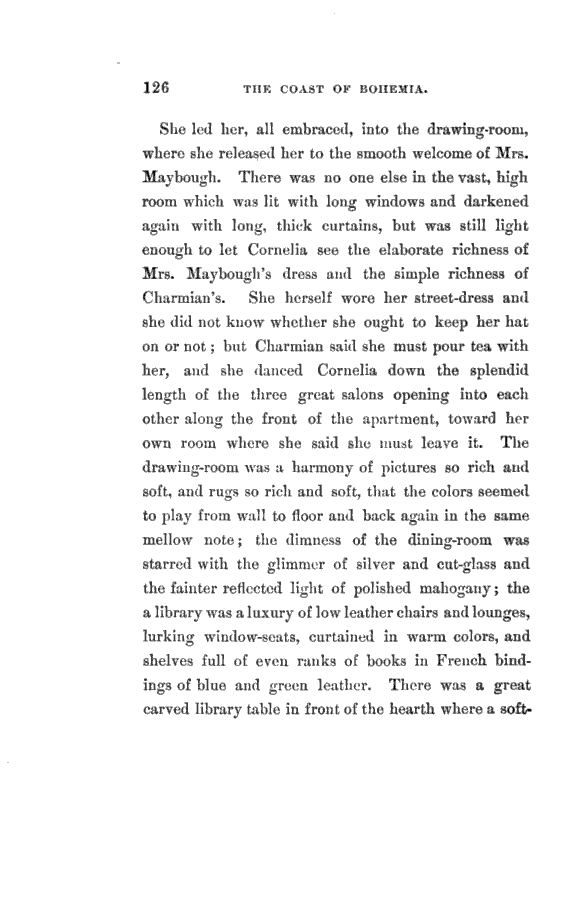 126 THE COAST OF BOHEMIA.
She led her, all embraced, into the drawing-room,
where she released her to the smooth welcome of Mrs.
Maybough. There was no one else in the vast, high
room which was lit with long windows and darkened
again with long, thick curtains, but was still light
enough to let Cornelia see the elaborate richness of
Mrs. Maybough's dress and the simple richness of
Charmian's. She herself wore her street-dress and
she did not know whether she ought to keep her hat
on or not; but Charmian said she must pour tea with
her, and she danced Cornelia down the splendid
length of the three great salons opening into each
other along the front of the apartment, toward her
own room where she said she must leave it. The
drawing-room was a harmony of pictures so rich and
soft, and rugs so rich and soft, that the colors seemed
to play from wall to floor and back again in the same
mellow note; the dimness of the dining-room was
starred with the glimmer of silver and cut-glass and
the fainter reflected light of polished mahogany; the
a library was a luxury of low leather chairs and lounges,
lurking window-seats, curtained in warm colors, and
shelves full of even ranks of books in French bind-
ings of blue and green leather. There was a great
carved library table in front of the hearth where a soft-